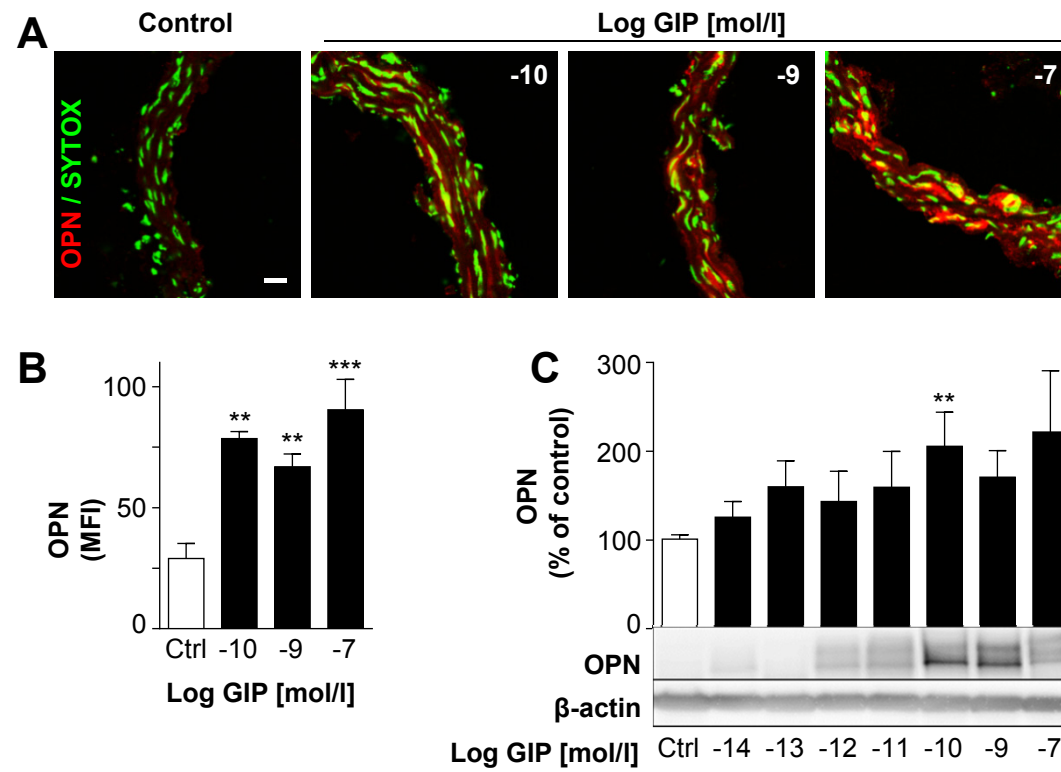 A
Control
Log GIP [mol/l]
OPN / SYTOX
-10
-9
-7
B
OPN
(MFI)
100
50
0
**
**
***
Ctrl -10 -9 -7
Log GIP [mol/l]
C
OPN
(% of control)
300
200
100
0
**
OPN
β-actin
Log GIP [mol/l] Ctrl -14 -13 -12 -11 -10 -9 -7